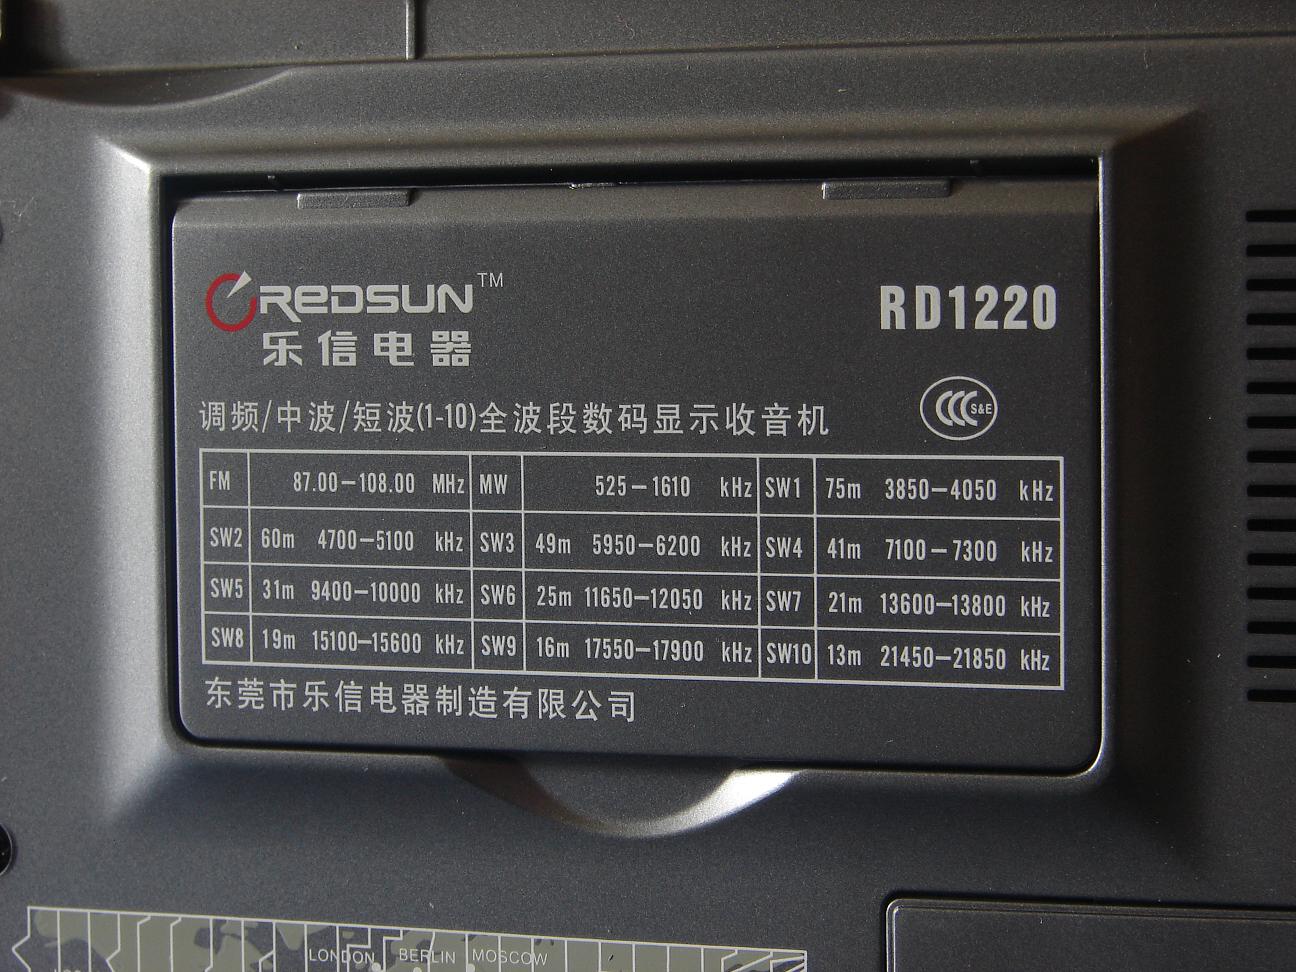 REDSUN™
乐信电器
RD1220
调频/中波/短波(1-10)全波段数码显示收音机
CCC S&E
FM 87.00—108.00 MHz MW 525—1610 kHz SW1 75m 3850—4050 kHz
SW2 60m 4700—5100 kHz SW3 49m 5950—6200 kHz SW4 41m 7100—7300 kHz
SW5 31m 9400—10000 kHz SW6 25m 11650—12050 kHz SW7 21m 13600—13800 kHz
SW8 19m 15100—15600 kHz SW9 16m 17550—17900 kHz SW10 13m 21450—21850 kHz
东莞市乐信电器制造有限公司
LONDON BERLIN MOSCOW